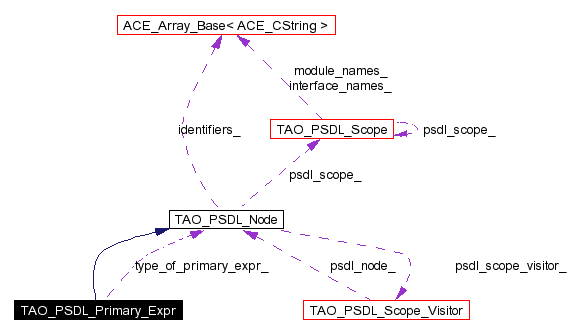 ACE_Array_Base< ACE_CString >
module_names_
interface_names_
identifiers_
TAO_PSDL_Scope
psdl_scope_
psdl_scope_
TAO_PSDL_Node
type_of_primary_expr_
psdl_node_
psdl_scope_visitor_
TAO_PSDL_Primary_Expr
TAO_PSDL_Scope_Visitor